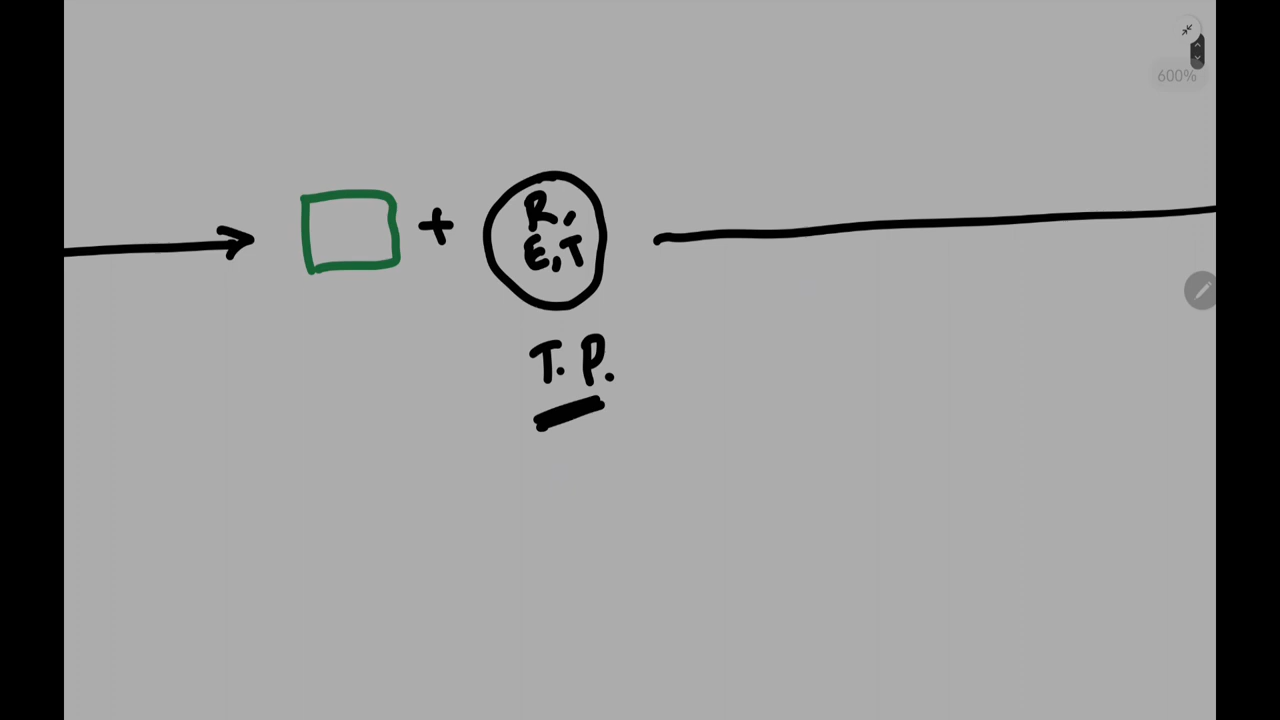 600%
+
R,
E,T
T. P.